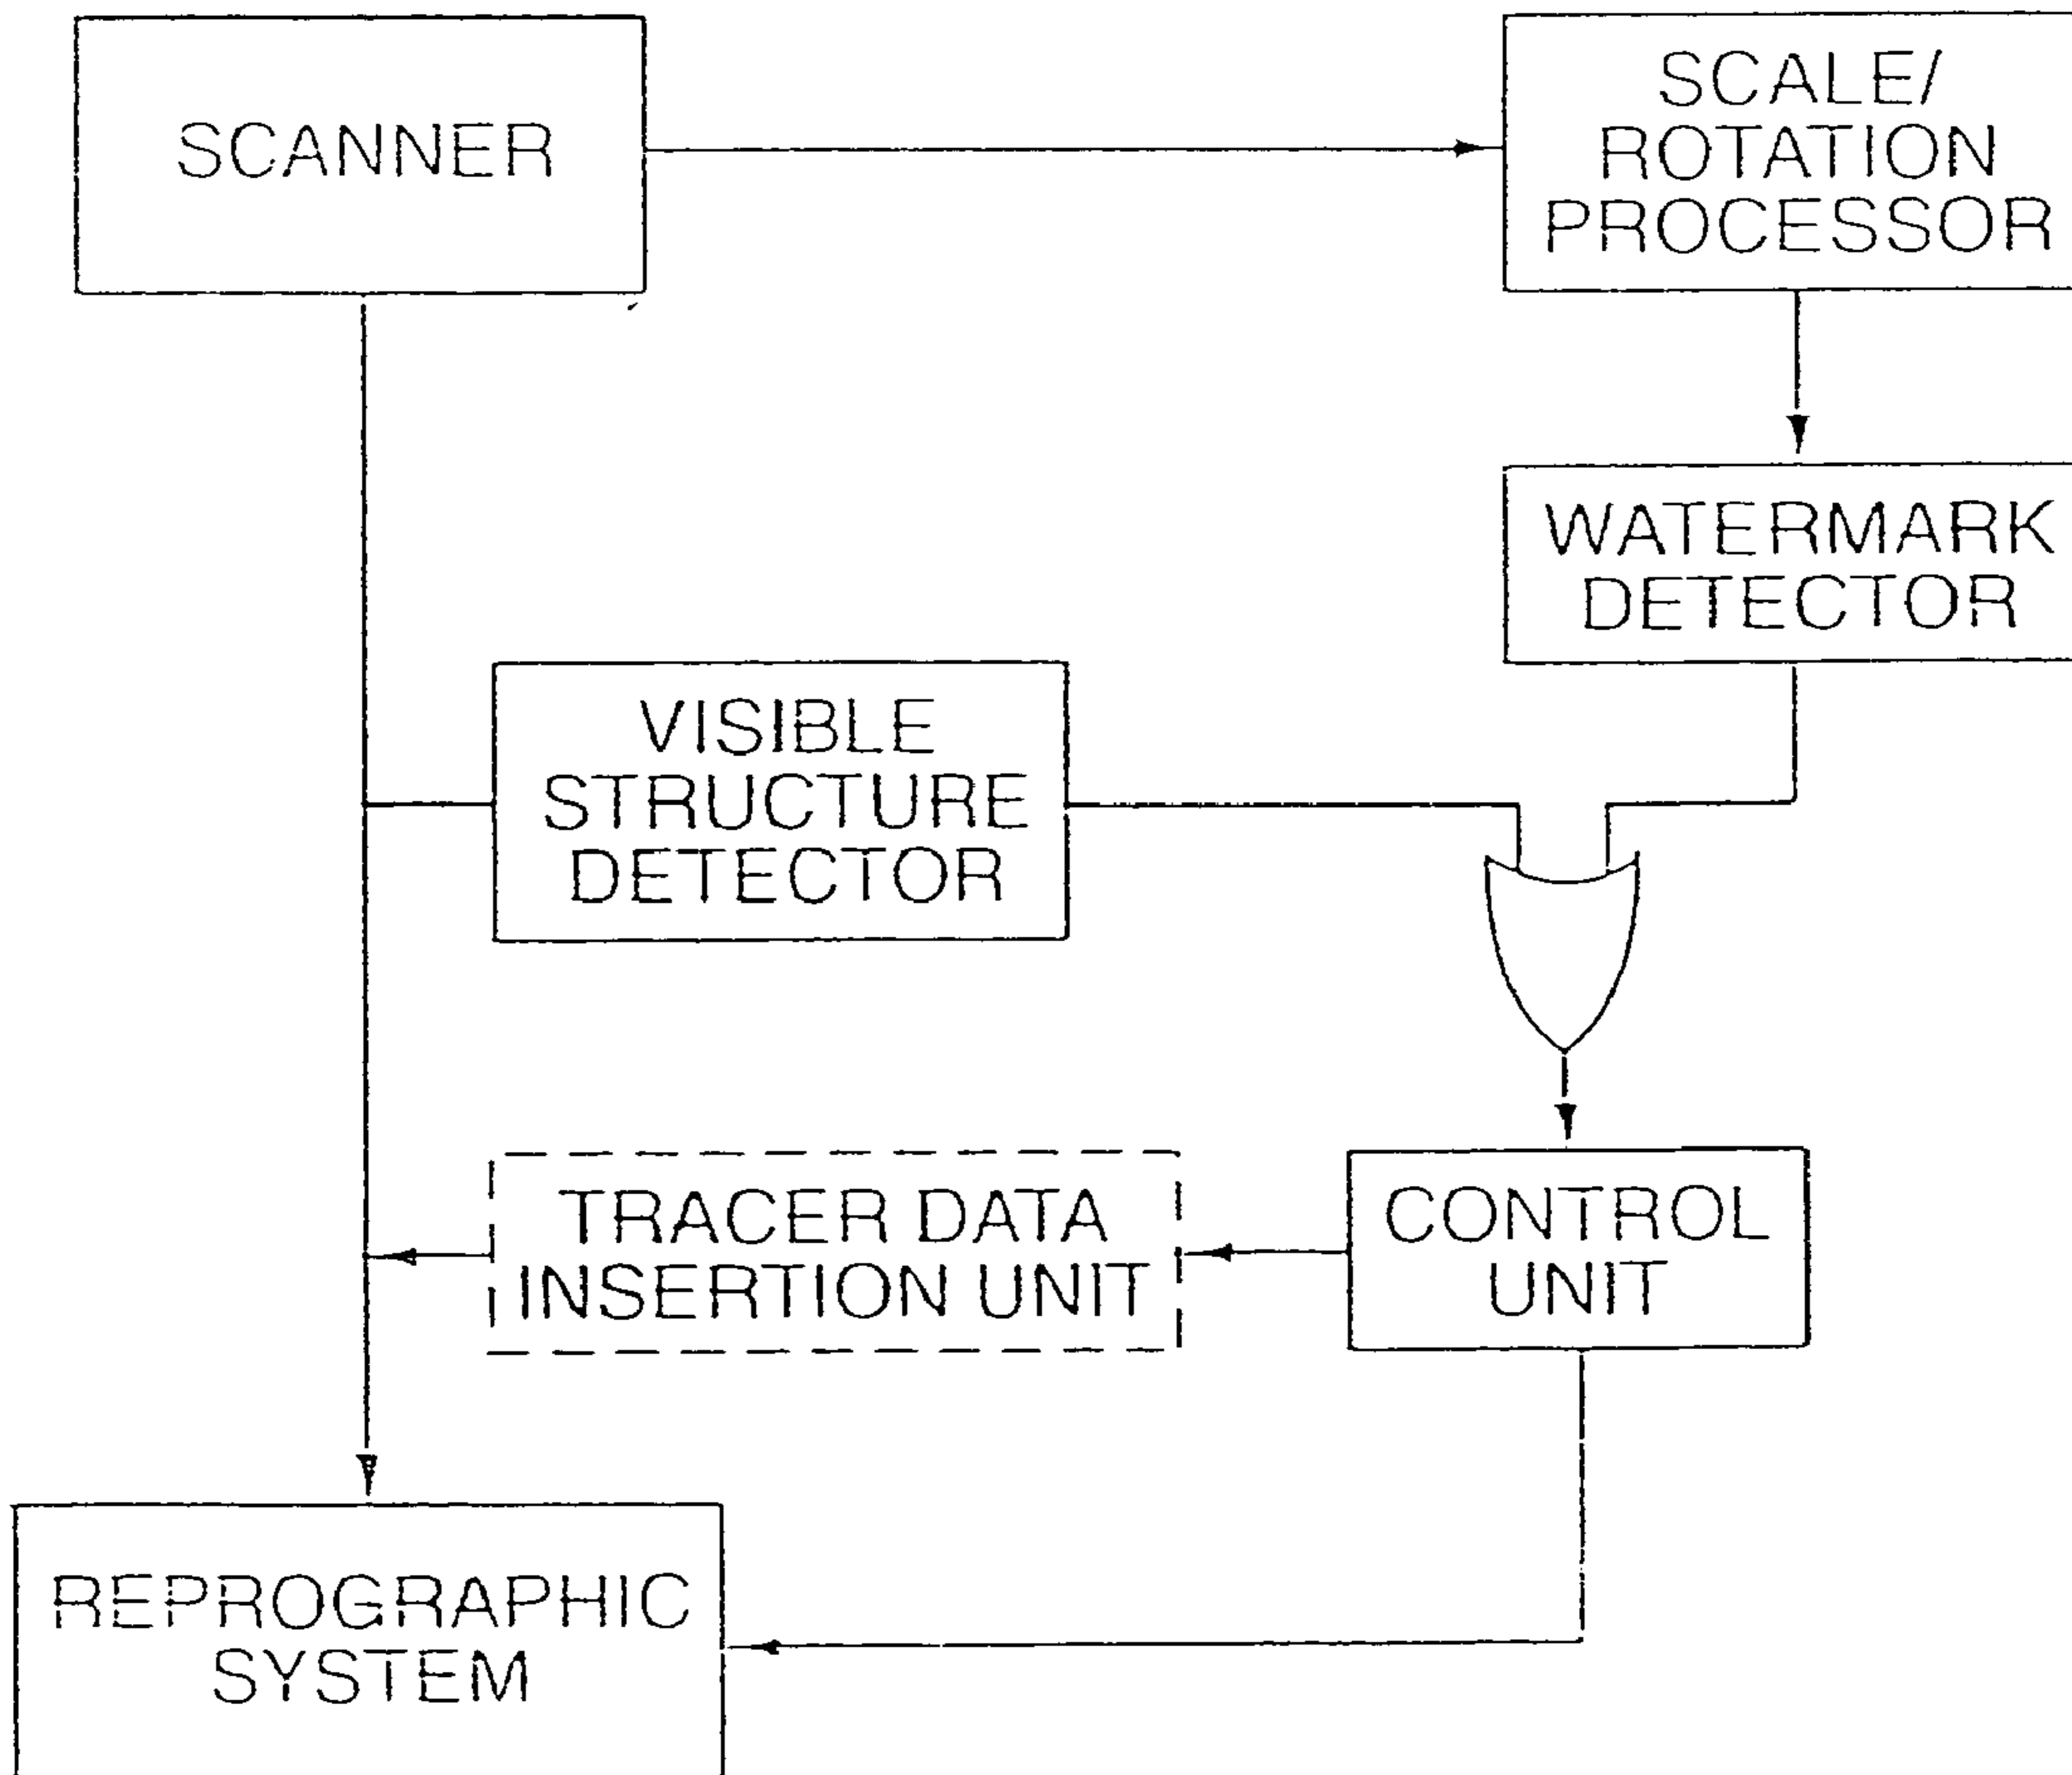 SCANNER
SCALE/
ROTATION
PROCESSOR
WATERMARK
DETECTOR
VISIBLE
STRUCTURE
DETECTOR
TRACER DATA
INSERTION UNIT
CONTROL
UNIT
REPROGRAPHIC
SYSTEM